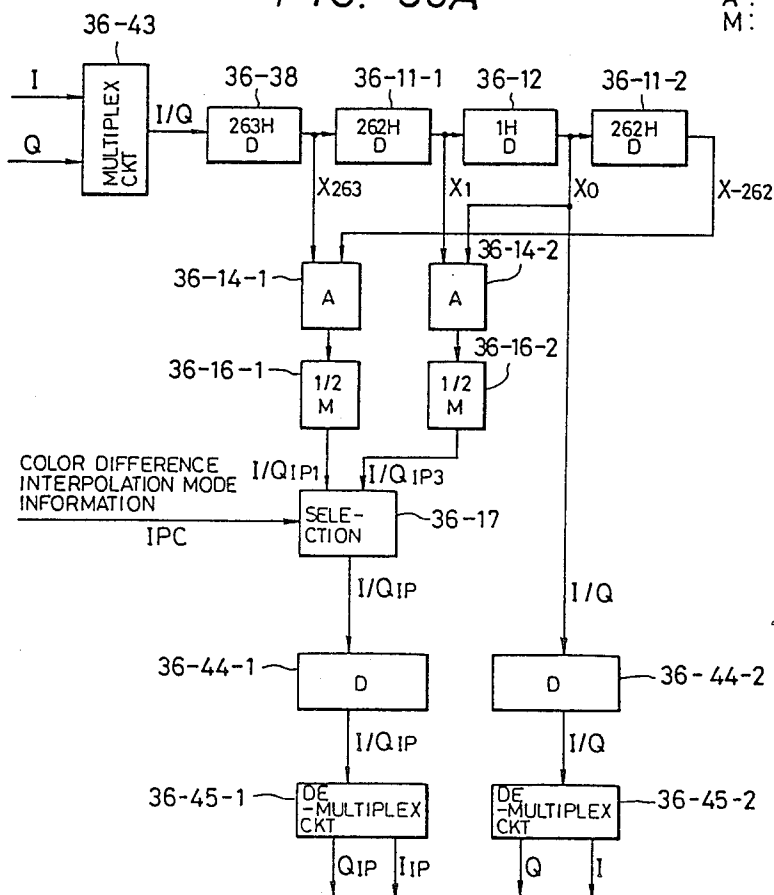 A :
M :
36-43
I
Q
MULTIPLEX
CKT
I/Q
36-38
263H
D
36-11-1
262H
D
36-12
1H
D
36-11-2
262H
D
X263
X1
X0
X-262
36-14-1
A
36-14-2
A
36-16-1
1/2
M
36-16-2
1/2
M
I/QIP1
I/QIP3
COLOR DIFFERENCE
INTERPOLATION MODE
INFORMATION
IPC
SELE-
CTION
36-17
I/QIP
I/Q
36-44-1
D
D
36-44-2
I/QIP
I/Q
36-45-1
DE
-MULTIPLEX
CKT
DE
-MULTIPLEX
CKT
36-45-2
QIP
IIP
Q
I